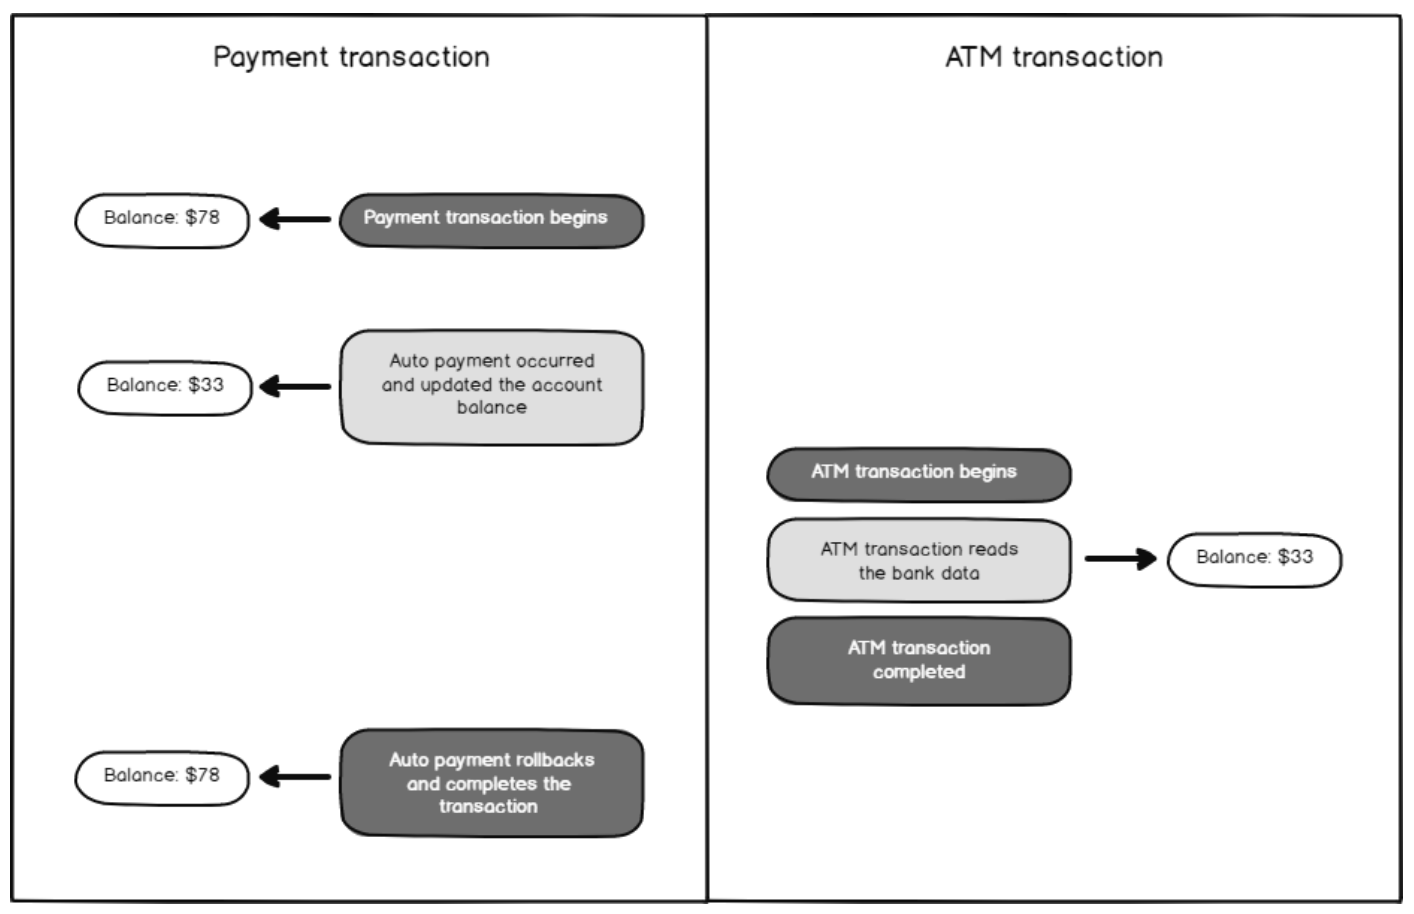 Payment transaction
ATM transaction
Balance: $78
Payment transaction begins
Balance: $33
Auto payment occurred
and updated the account
balance
ATM transaction begins
ATM transaction reads
the bank data
Balance: $33
ATM transaction
completed
Balance: $78
Auto payment rollbacks
and completes the
transaction